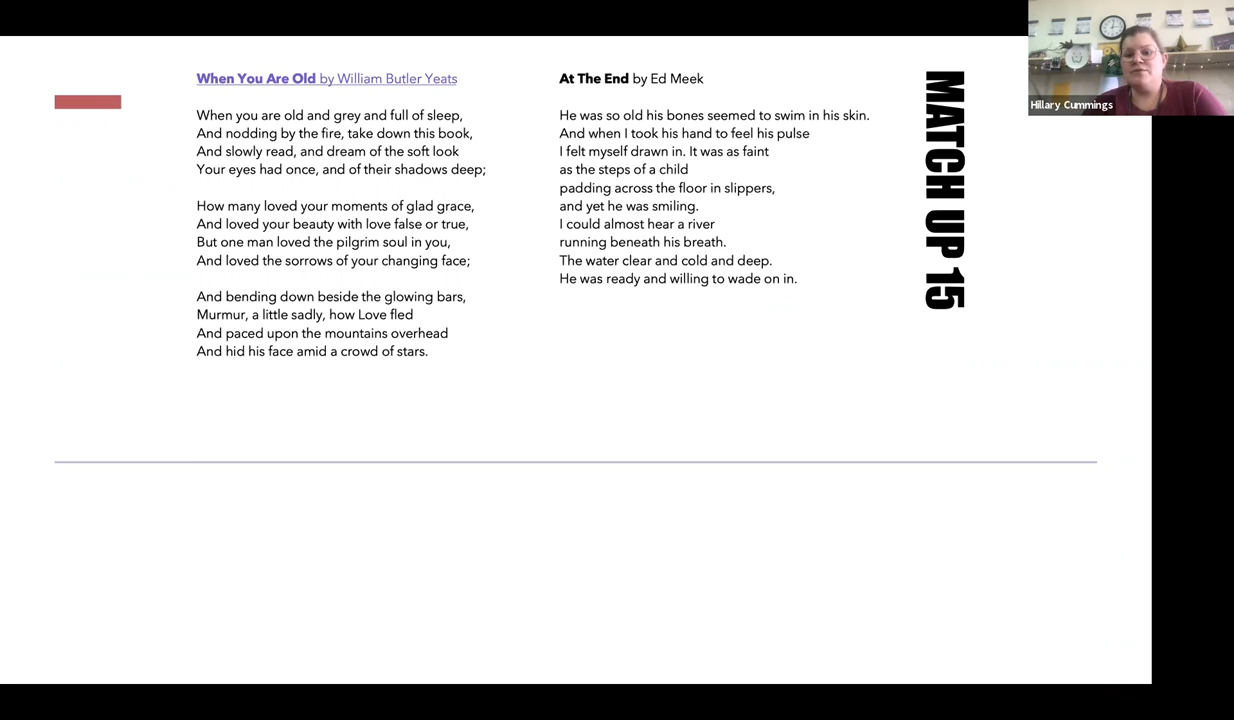 When You Are Old by William Butler Yeats
When you are old and grey and full of sleep,
And nodding by the fire, take down this book,
And slowly read, and dream of the soft look
Your eyes had once, and of their shadows deep;
How many loved your moments of glad grace,
And loved your beauty with love false or true,
But one man loved the pilgrim soul in you,
And loved the sorrows of your changing face;
And bending down beside the glowing bars,
Murmur, a little sadly, how Love fled
And paced upon the mountains overhead
And hid his face amid a crowd of stars.
At The End by Ed Meek
He was so old his bones seemed to swim in his skin.
And when I took his hand to feel his pulse
I felt myself drawn in. It was as faint
as the steps of a child
padding across the floor in slippers,
and yet he was smiling.
I could almost hear a river
running beneath his breath.
The water clear and cold and deep.
He was ready and willing to wade on in.
MATCH UP 15
Hillary Cummings